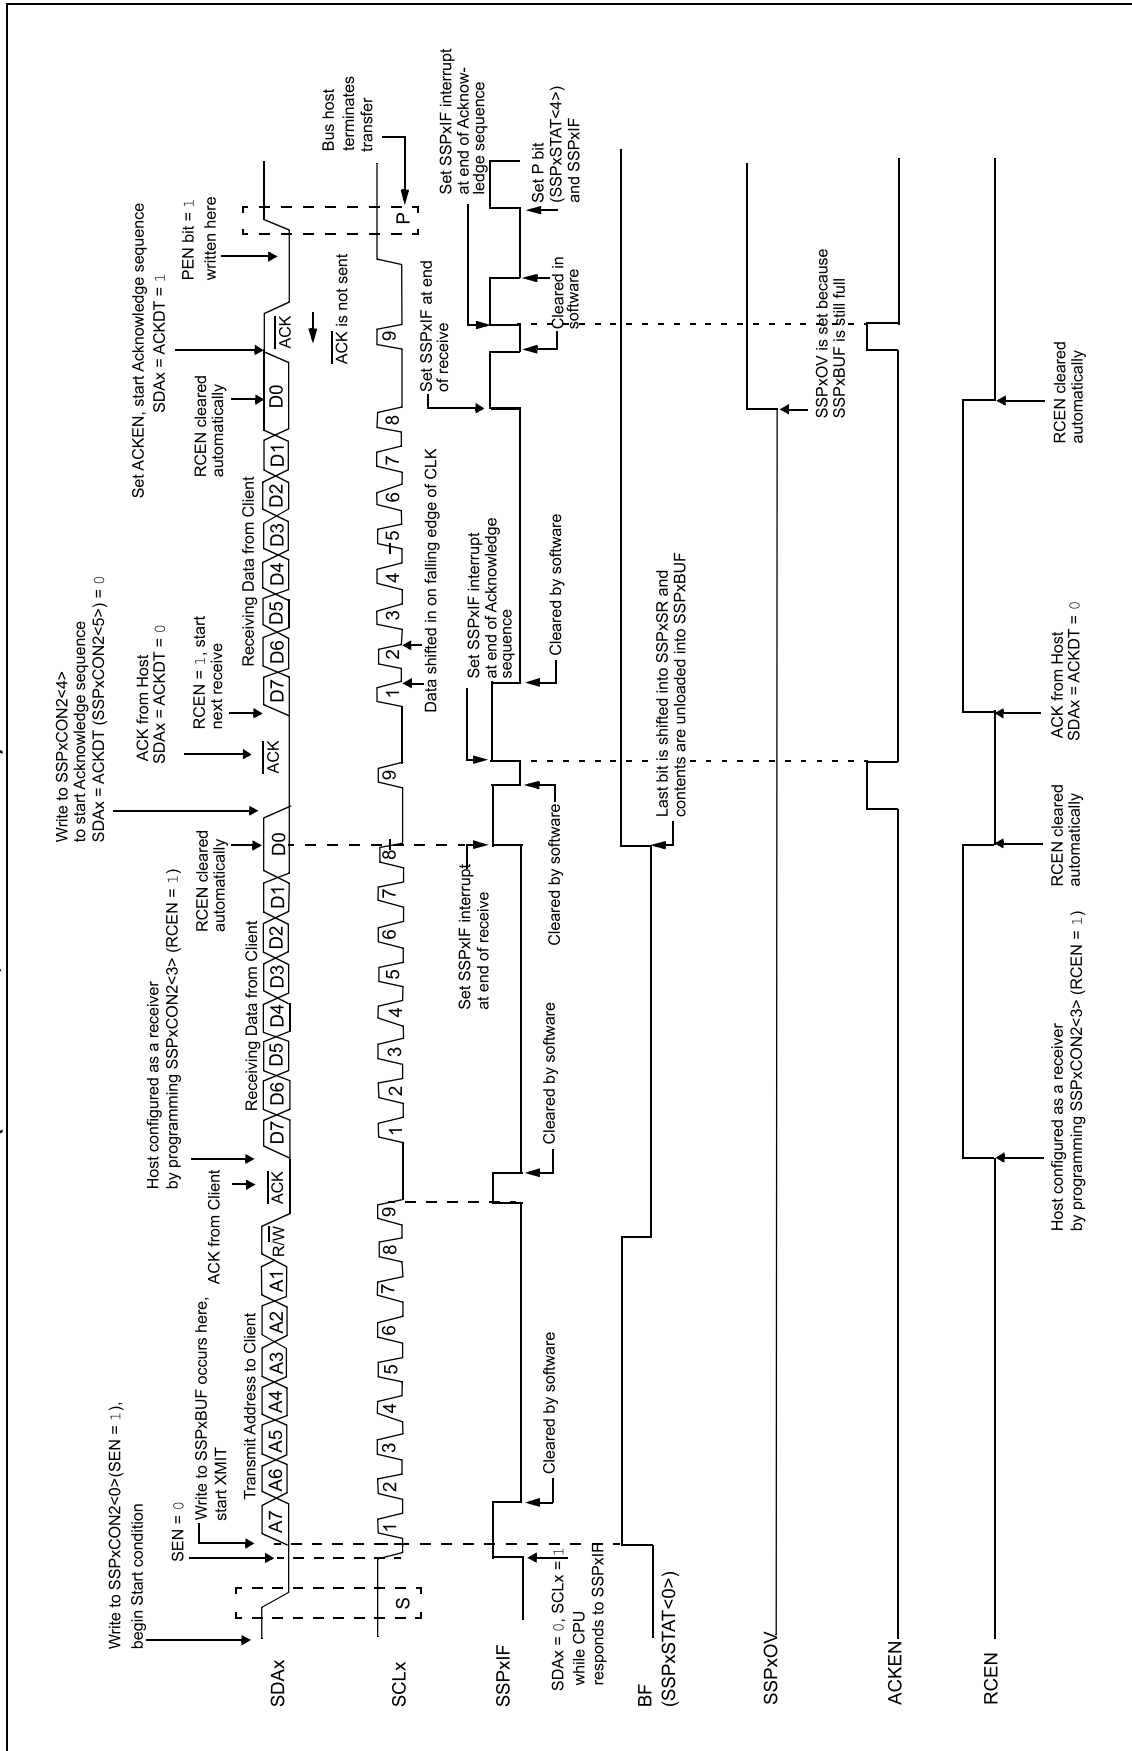 Write to SSPxCON2<0>(SEN = 1),
begin Start condition
SEN = 0
Write to SSPxBUF occurs here,
start XMIT
ACK from Client
Host configured as a receiver
by programming SSPxCON2<3> (RCEN = 1)
RCEN cleared
automatically
Write to SSPxCON2<4>
to start Acknowledge sequence
SDAx = ACKDT (SSPxCON2<5>) = 0
ACK from Host
SDAx = ACKDT = 0
RCEN = 1, start
next receive
RCEN cleared
automatically
Set ACKEN, start Acknowledge sequence
SDAx = ACKDT = 1
PEN bit = 1
written here
Transmit Address to Client
Receiving Data from Client
Receiving Data from Client
SDAx
A7 A6 A5 A4 A3 A2 A1 R/W ACK D7 D6 D5 D4 D3 D2 D1 D0 ACK D7 D6 D5 D4 D3 D2 D1 D0 ACK
ACK is not sent
Bus host
terminates
transfer
SCLx
S 1 2 3 4 5 6 7 8 9 1 2 3 4 5 6 7 8 9 1 2 3 4 5 6 7 8 9 P
Data shifted in on falling edge of CLK
Set SSPxIF interrupt
at end of receive
Set SSPxIF interrupt
at end of Acknowledge
sequence
Set SSPxIF at end
of receive
Set SSPxIF interrupt
at end of Acknow-
ledge sequence
SSPxIF
SDAx = 0, SCLx = 1
while CPU
responds to SSPxIF
Cleared by software
Cleared by software
Cleared by software
Cleared by software
Cleared in
software
Set P bit
(SSPxSTAT<4>)
and SSPxIF
BF
(SSPxSTAT<0>)
Last bit is shifted into SSPxSR and
contents are unloaded into SSPxBUF
SSPxOV
SSPxOV is set because
SSPxBUF is still full
ACKEN
RCEN
Host configured as a receiver
by programming SSPxCON2<3> (RCEN = 1)
RCEN cleared
automatically
ACK from Host
SDAx = ACKDT = 0
RCEN cleared
automatically